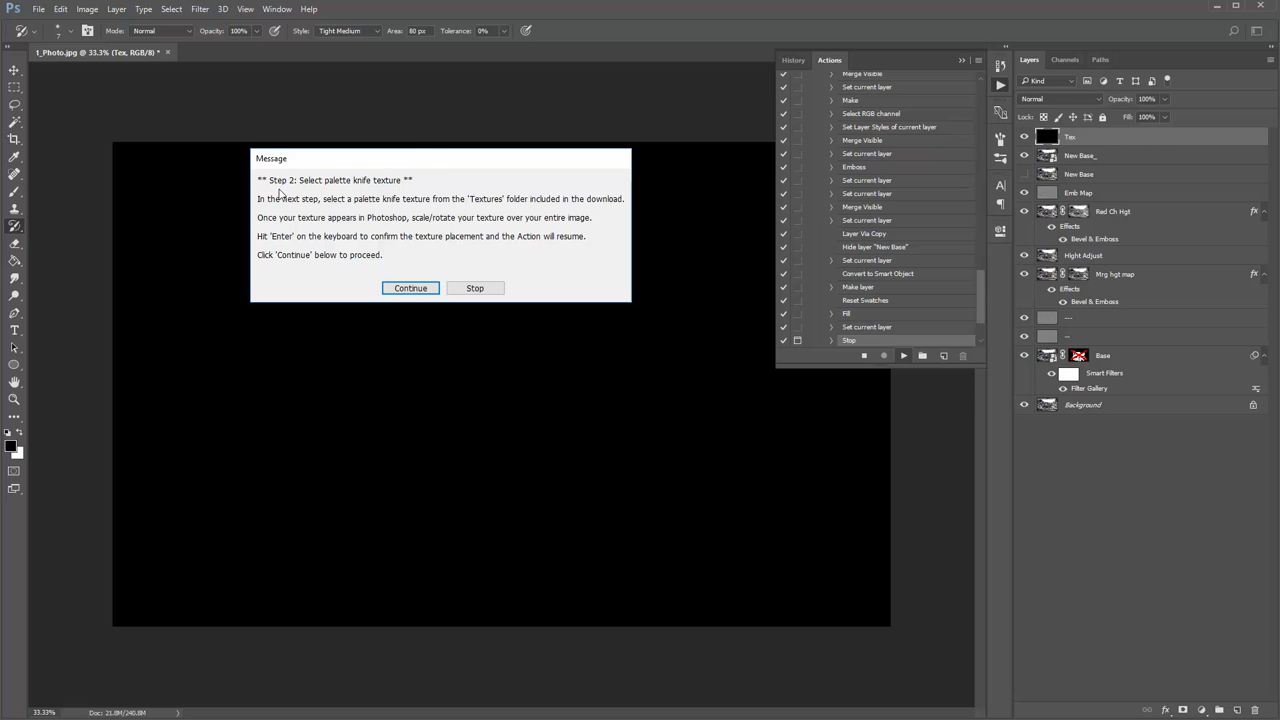 Ps File Edit Image Layer Type Select Filter 3D View Window Help
7 Mode: Normal Opacity: 100% Style: Tight Medium Area: 80 px Tolerance: 0%
1_Photo.jpg @ 33.3% (Tex, RGB/8) * ×
Message
** Step 2: Select palette knife texture **
In the next step, select a palette knife texture from the 'Textures' folder included in the download.
Once your texture appears in Photoshop, scale/rotate your texture over your entire image.
Hit 'Enter' on the keyboard to confirm the texture placement and the Action will resume.
Click 'Continue' below to proceed.
Continue Stop
History Actions
Merge Visible
Set current layer
Make
Select RGB channel
Set Layer Styles of current layer
Merge Visible
Set current layer
Emboss
Set current layer
Set current layer
Merge Visible
Set current layer
Layer Via Copy
Hide layer "New Base"
Set current layer
Convert to Smart Object
Make layer
Reset Swatches
Fill
Set current layer
Stop
Layers Channels Paths
Kind
Normal Opacity: 100%
Lock: Fill: 100%
Tex
New Base_
New Base
Emb Map
Red Ch Hgt fx
Effects
Bevel & Emboss
Hight Adjust
Mrg hgt map fx
Effects
Bevel & Emboss
---
--
Base
Smart Filters
Filter Gallery
Background
33.33% Doc: 21.8M/240.8M